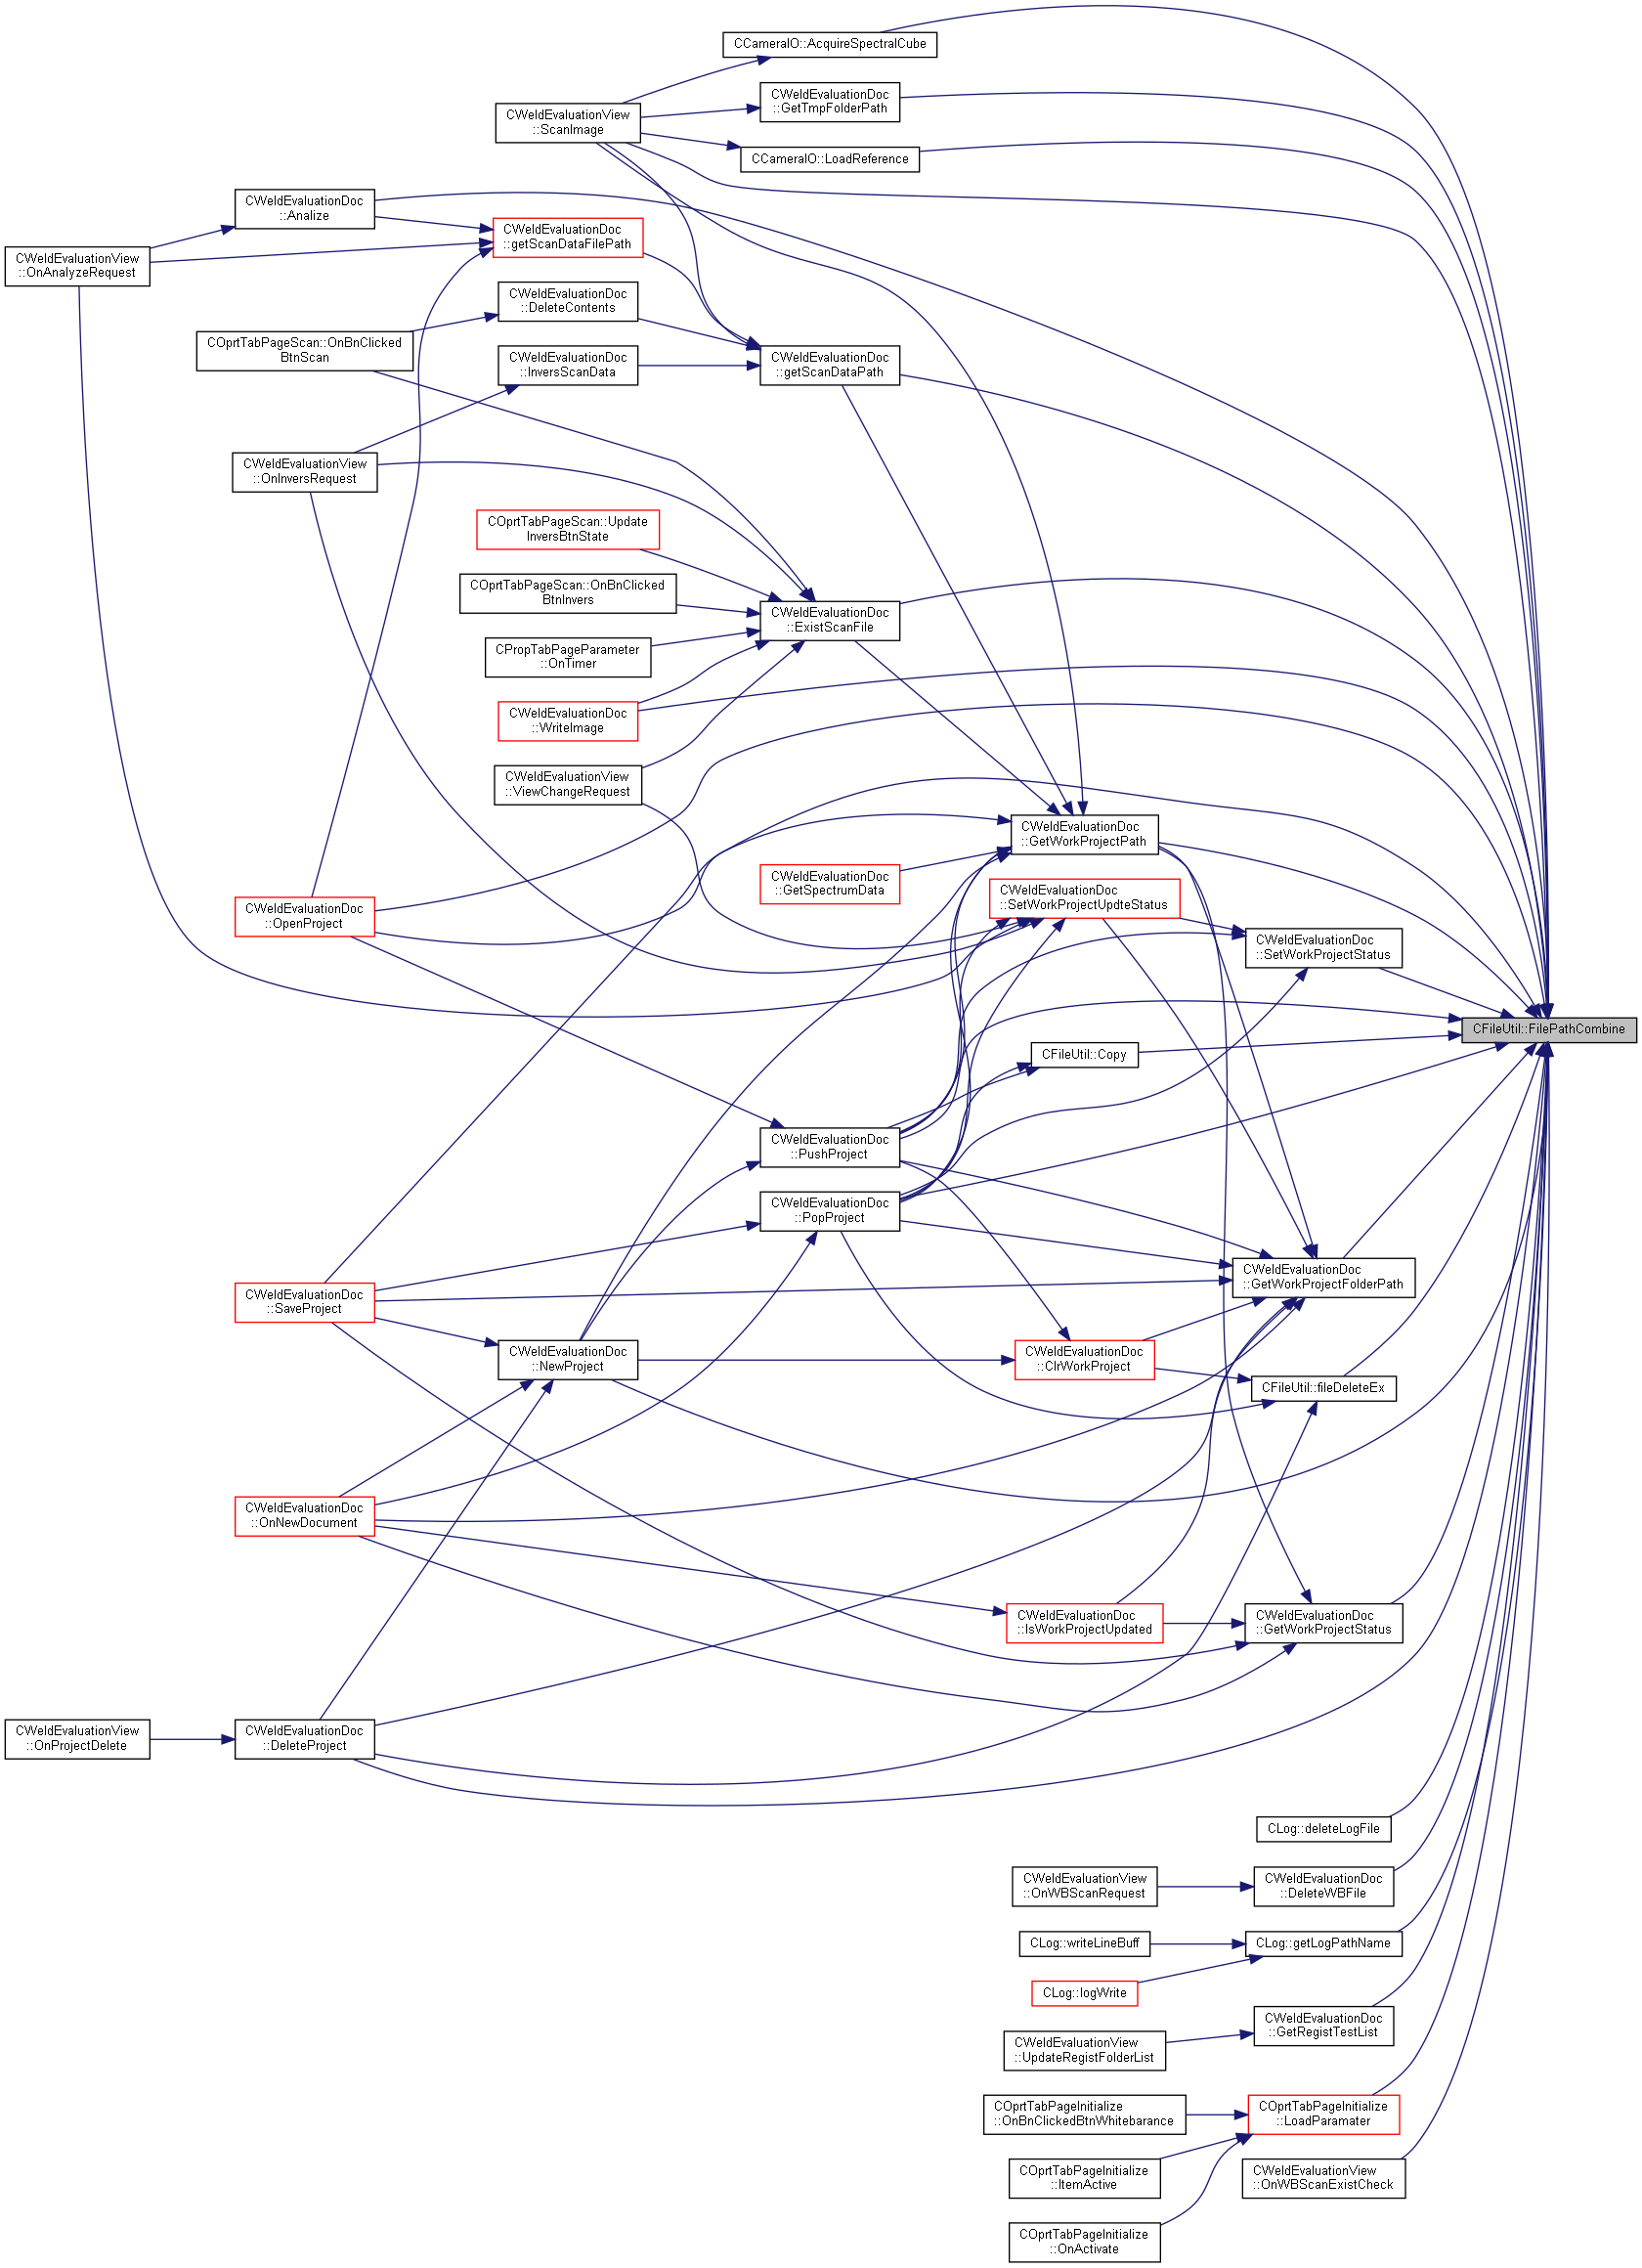 CCameraIO::AcquireSpectralCube
CWeldEvaluationDoc
::GetTmpFolderPath
CWeldEvaluationView
::ScanImage
CCameraIO::LoadReference
CWeldEvaluationDoc
::Analize
CWeldEvaluationDoc
::getScanDataFilePath
CWeldEvaluationView
::OnAnalyzeRequest
CWeldEvaluationDoc
::DeleteContents
COprtTabPageScan::OnBnClicked
BtnScan
CWeldEvaluationDoc
::InversScanData
CWeldEvaluationDoc
::getScanDataPath
CWeldEvaluationView
::OnInversRequest
COprtTabPageScan::Update
InversBtnState
COprtTabPageScan::OnBnClicked
BtnInvers
CWeldEvaluationDoc
::ExistScanFile
CPropTabPageParameter
::OnTimer
CWeldEvaluationDoc
::WriteImage
CWeldEvaluationView
::ViewChangeRequest
CWeldEvaluationDoc
::GetWorkProjectPath
CWeldEvaluationDoc
::GetSpectrumData
CWeldEvaluationDoc
::SetWorkProjectUpdteStatus
CWeldEvaluationDoc
::OpenProject
CWeldEvaluationDoc
::SetWorkProjectStatus
CFileUtil::FilePathCombine
CFileUtil::Copy
CWeldEvaluationDoc
::PushProject
CWeldEvaluationDoc
::PopProject
CWeldEvaluationDoc
::GetWorkProjectFolderPath
CWeldEvaluationDoc
::SaveProject
CWeldEvaluationDoc
::NewProject
CWeldEvaluationDoc
::ClrWorkProject
CFileUtil::fileDeleteEx
CWeldEvaluationDoc
::OnNewDocument
CWeldEvaluationDoc
::IsWorkProjectUpdated
CWeldEvaluationDoc
::GetWorkProjectStatus
CWeldEvaluationView
::OnProjectDelete
CWeldEvaluationDoc
::DeleteProject
CLog::deleteLogFile
CWeldEvaluationView
::OnWBScanRequest
CWeldEvaluationDoc
::DeleteWBFile
CLog::writeLineBuff
CLog::getLogPathName
CLog::logWrite
CWeldEvaluationDoc
::GetRegistTestList
CWeldEvaluationView
::UpdateRegistFolderList
COprtTabPageInitialize
::OnBnClickedBtnWhitebarance
COprtTabPageInitialize
::LoadParamater
COprtTabPageInitialize
::ItemActive
CWeldEvaluationView
::OnWBScanExistCheck
COprtTabPageInitialize
::OnActivate